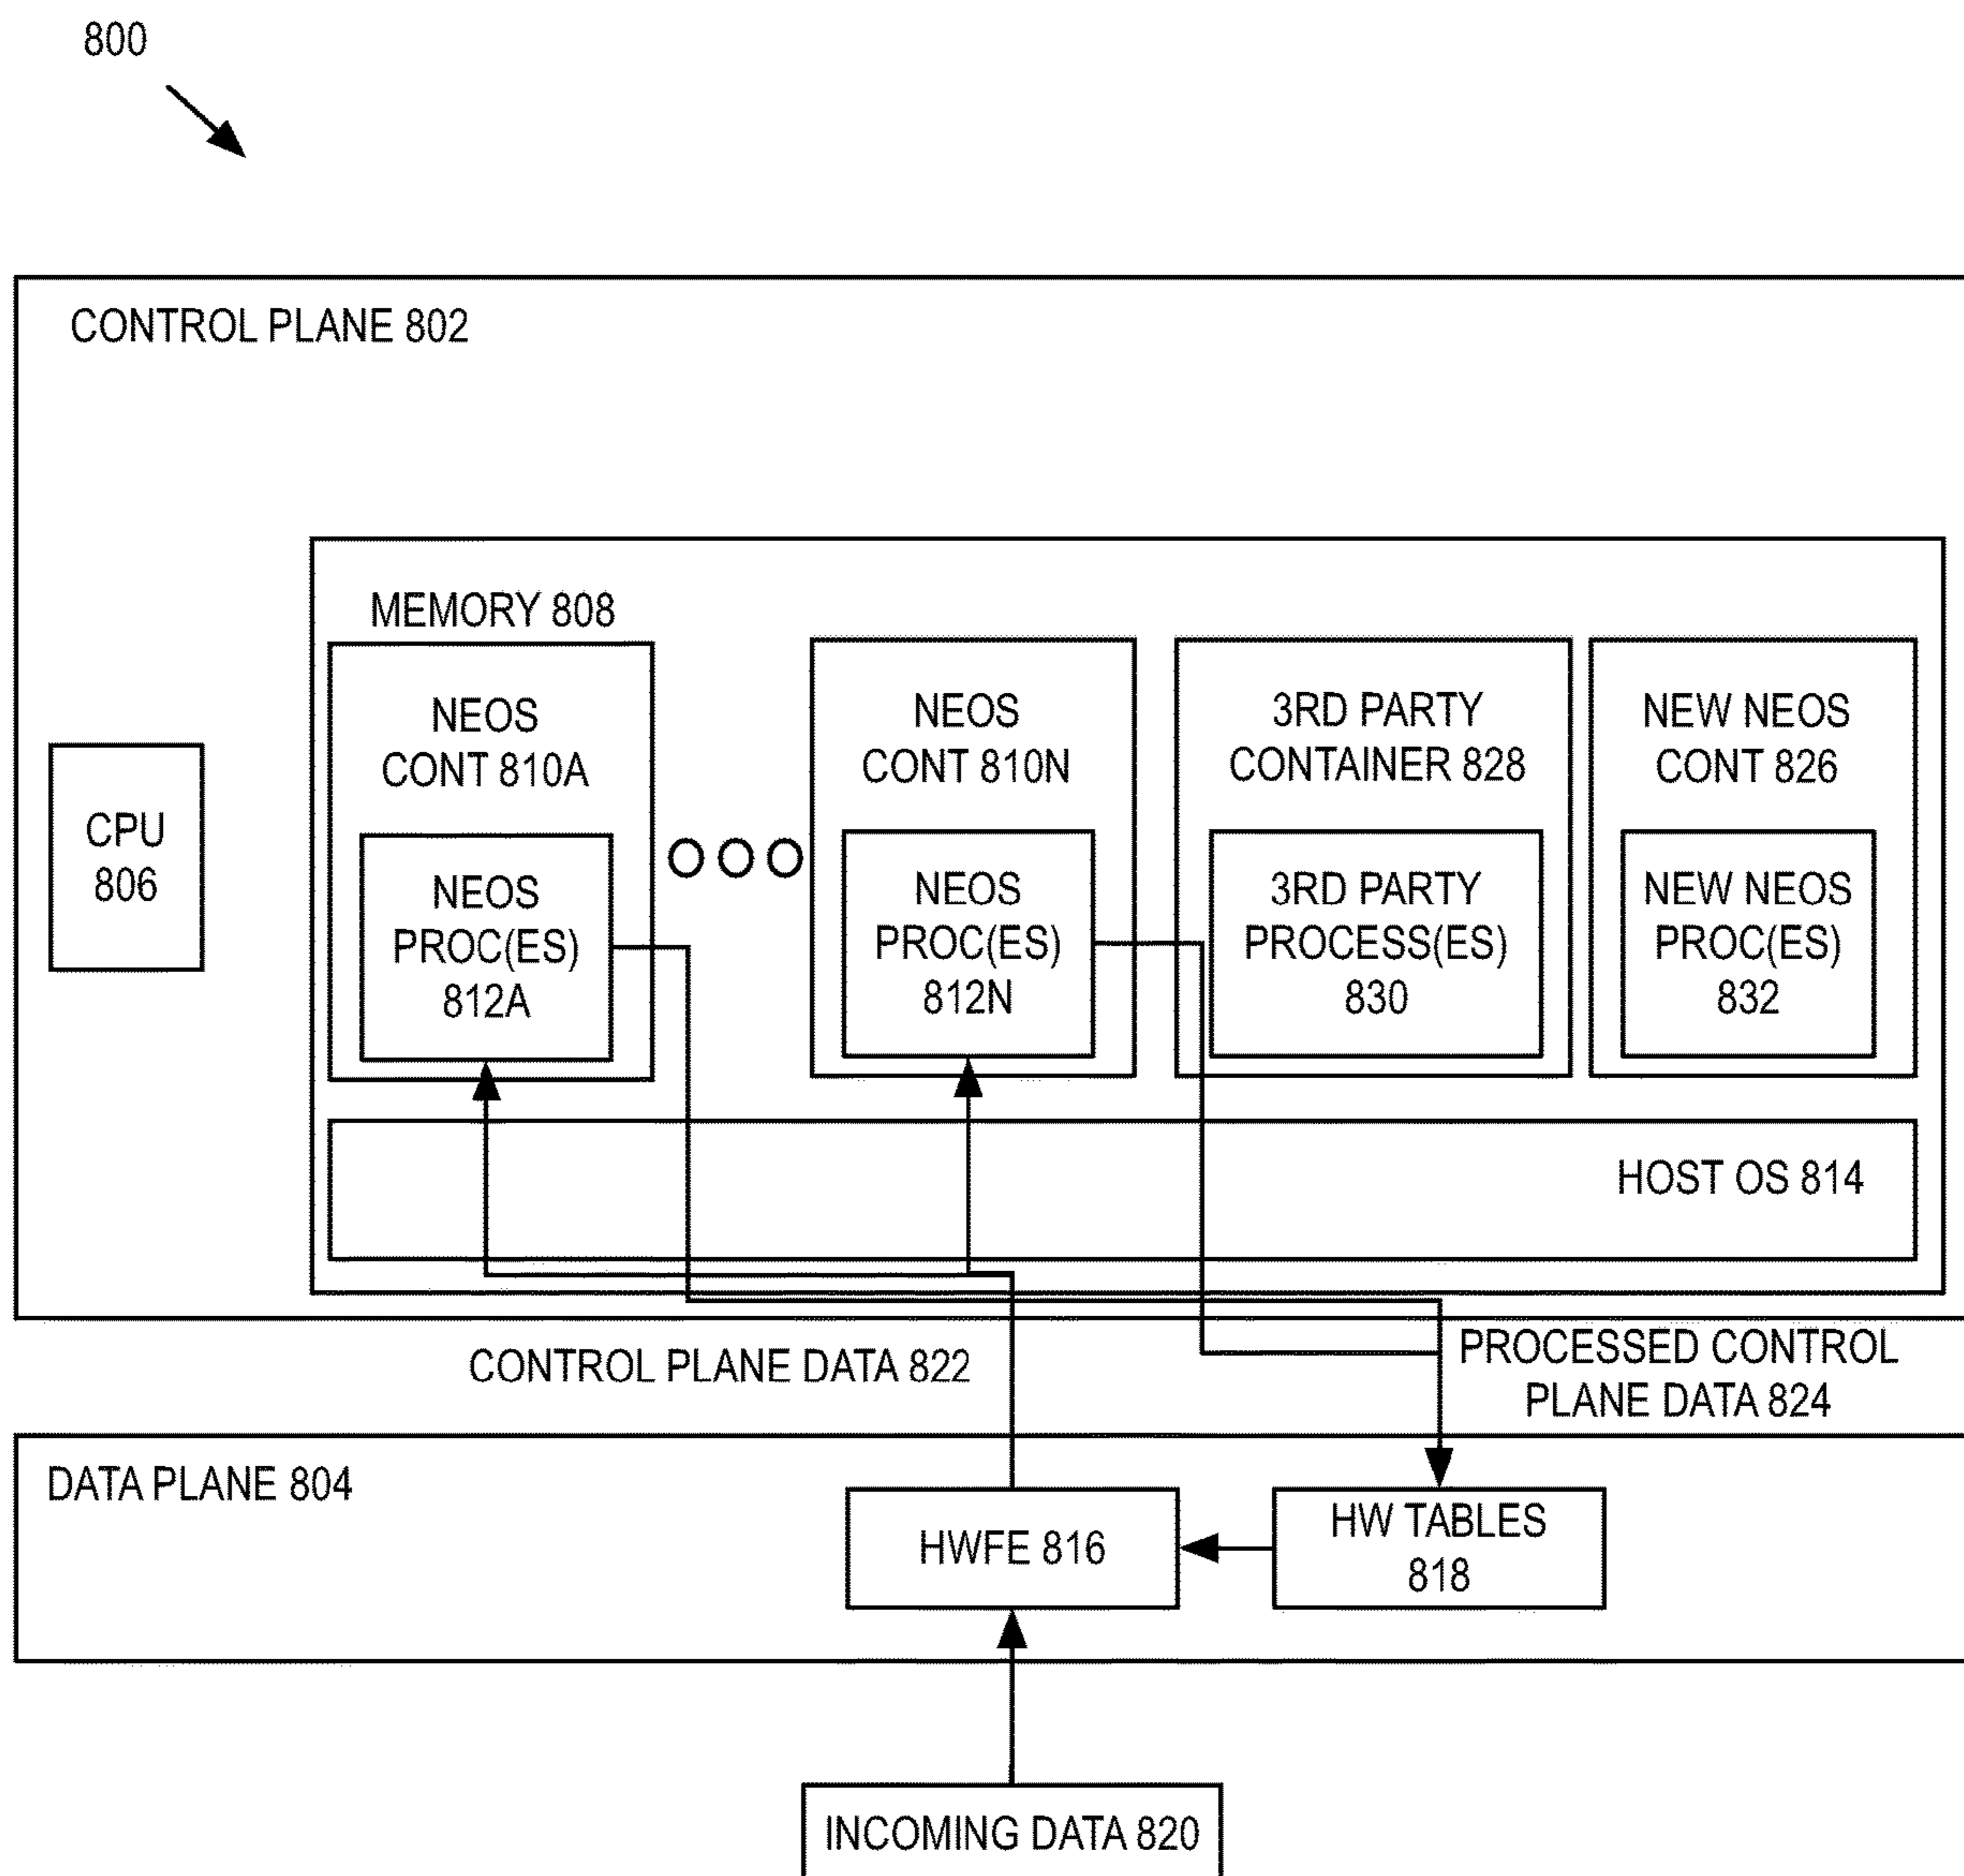 800
CONTROL PLANE 802
MEMORY 808
CPU
806
NEOS
CONT 810A
NEOS
PROC(ES)
812A
NEOS
CONT 810N
NEOS
PROC(ES)
812N
3RD PARTY
CONTAINER 828
3RD PARTY
PROCESS(ES)
830
NEW NEOS
CONT 826
NEW NEOS
PROC(ES)
832
HOST OS 814
CONTROL PLANE DATA 822
PROCESSED CONTROL
PLANE DATA 824
DATA PLANE 804
HWFE 816
HW TABLES
818
INCOMING DATA 820